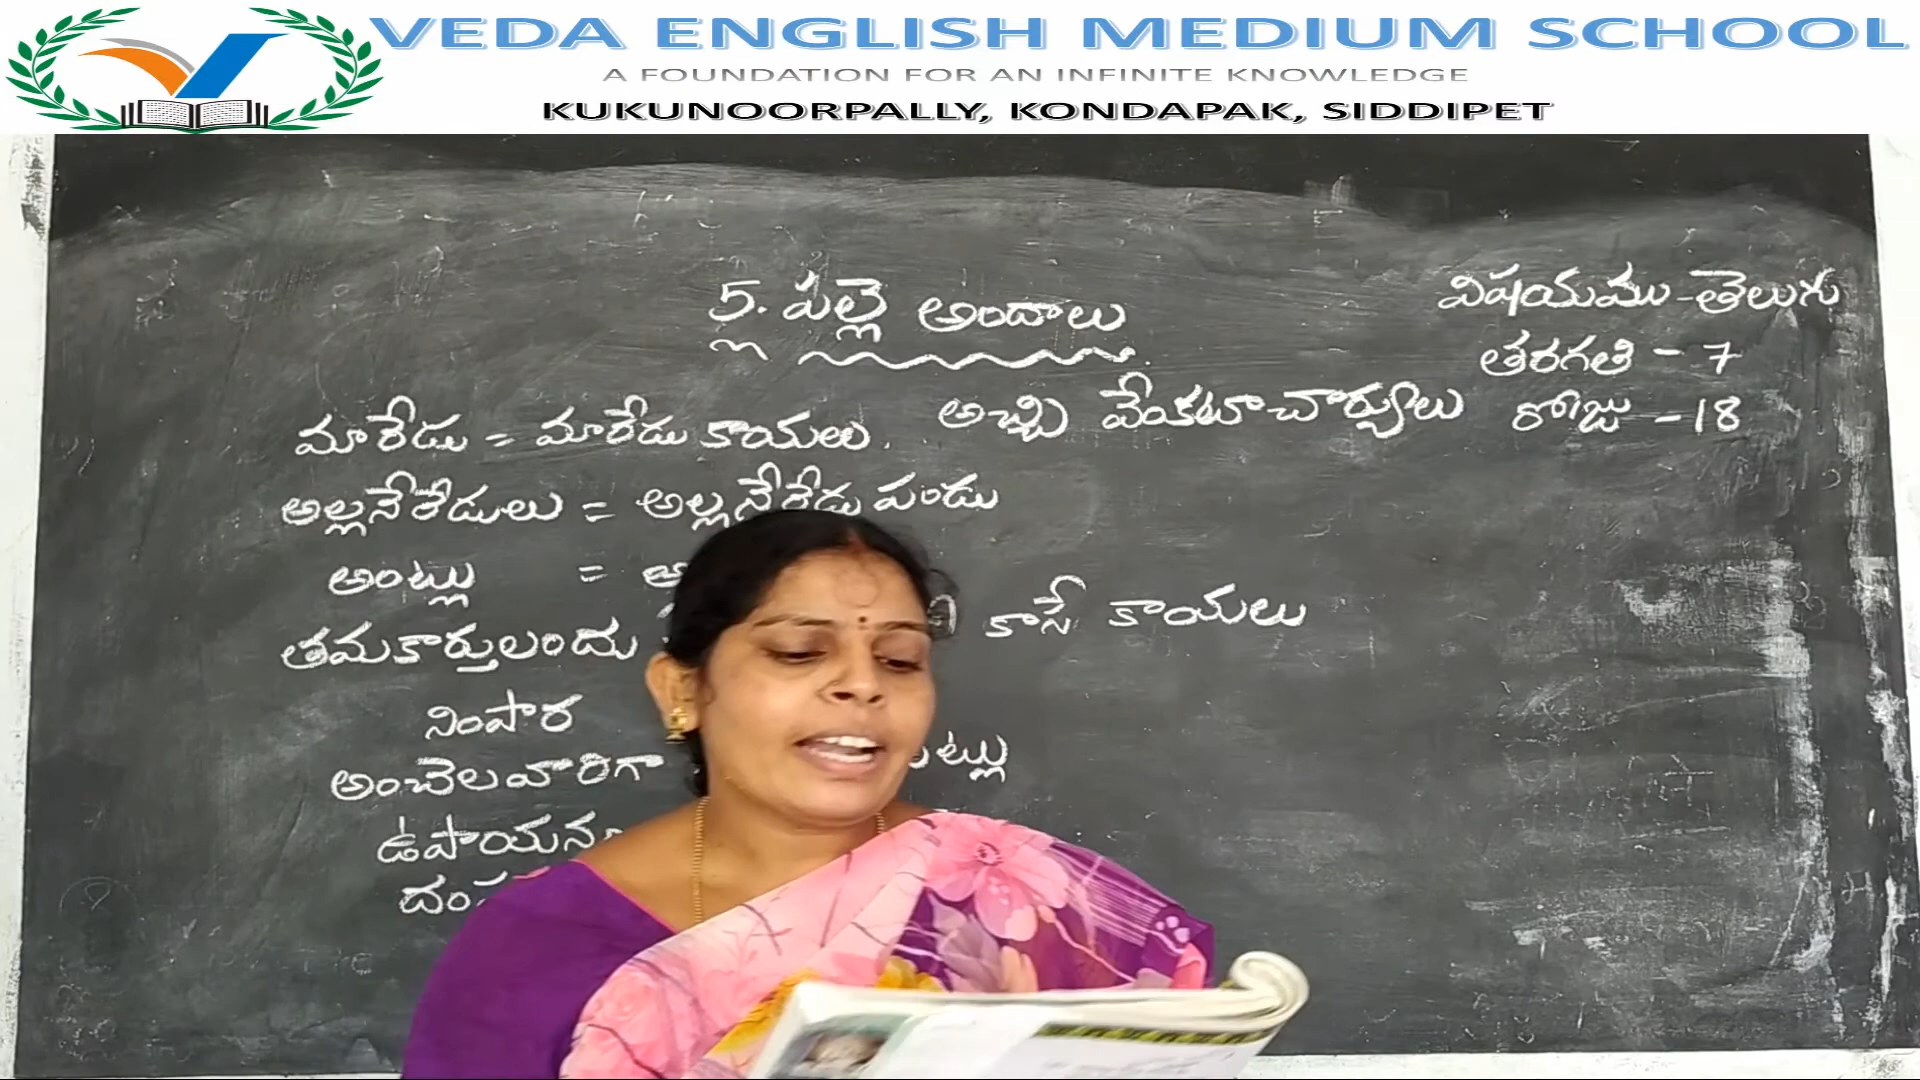 VEDA ENGLISH MEDIUM SCHOOL
A FOUNDATION FOR AN INFINITE KNOWLEDGE
KUKUNOORPALLY, KONDAPAK, SIDDIPET
5. పల్లె అందాలు
విషయము - తెలుగు
తరగతి - 7
రోజు - 18
అచ్చి వేంకటాచార్యులు
మారేడు = మారేడు కాయలు.
అల్లనేరేడులు = అల్లనేరేడు పండు
అంట్లు =
కాసే కాయలు
తమకార్తులందు
నింపార
అంచెలవారిగా
ఉపాయన